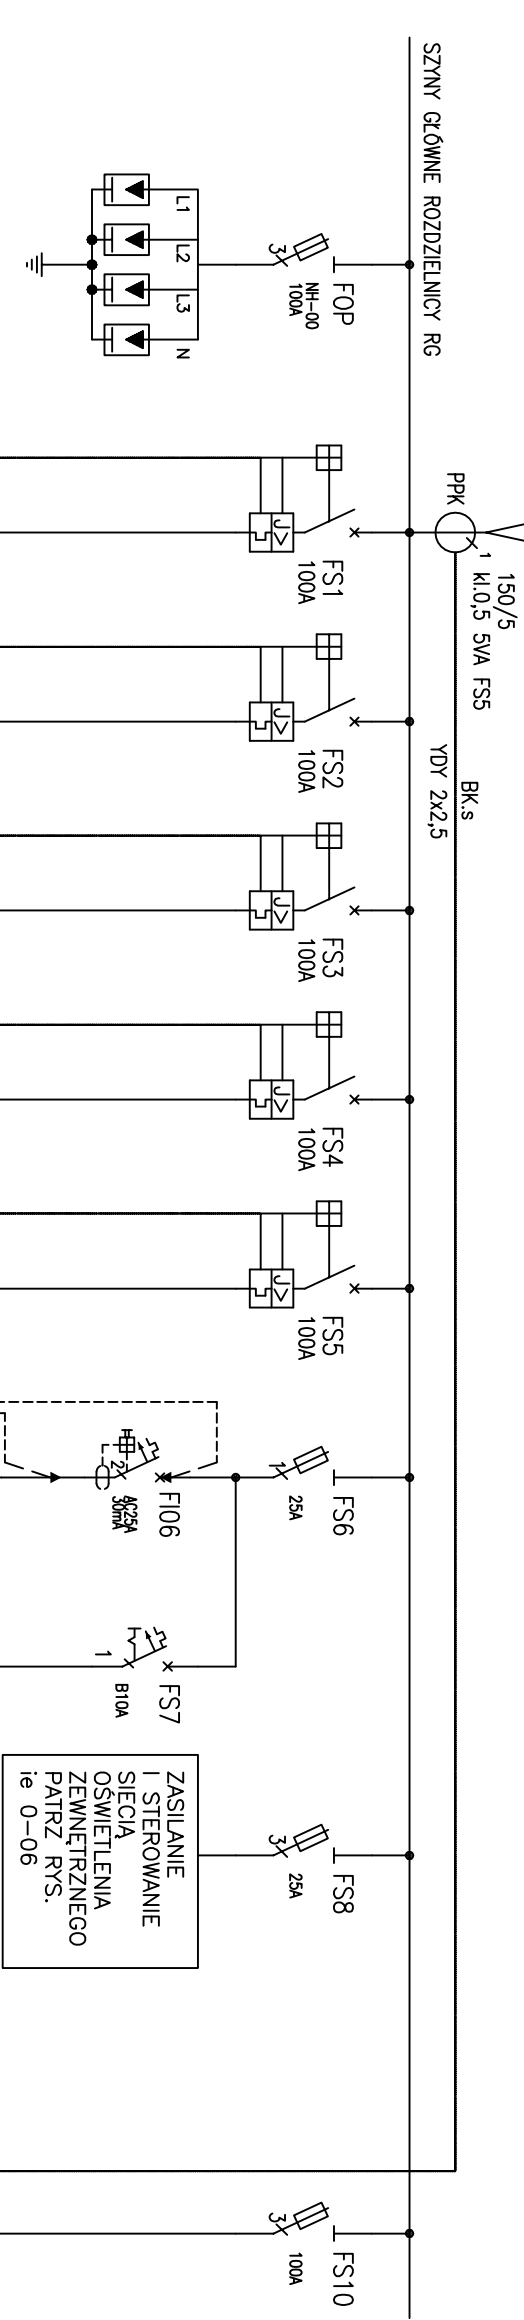 SZYNY GŁÓWNE ROZDZIELNICY RG
PPK
1
150/5
kl.0,5 5VA FS5
BK.s
YDY 2x2,5
FOP
NH-00
100A
3
L1
L2
L3
N
FS1
100A
FS2
100A
FS3
100A
FS4
100A
FS5
100A
FS6
25A
1
FI06
AC25A
30mA
2
H
FS7
B10A
1
FS8
25A
3
ZASILANIE
I STEROWANIE
SIECIĄ
OŚWIETLENIA
ZEWNĘTRZNEGO
PATRZ RYS.
ie 0-06
FS10
100A
3